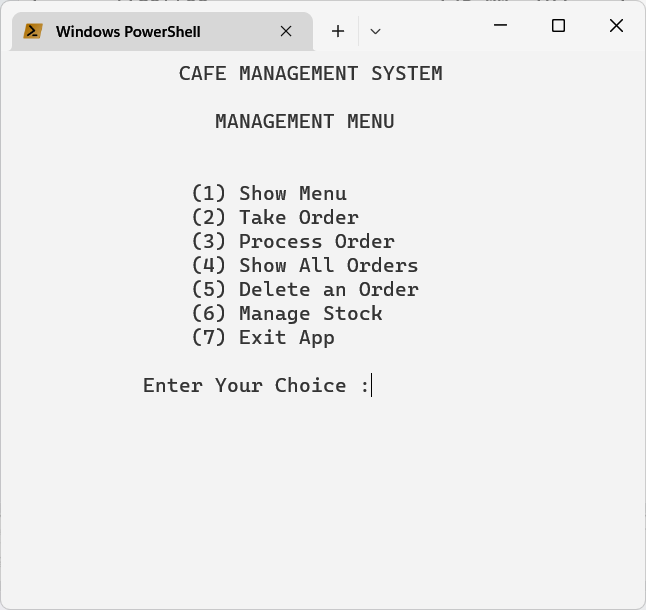 Windows PowerShell
CAFE MANAGEMENT SYSTEM
MANAGEMENT MENU
(1) Show Menu
(2) Take Order
(3) Process Order
(4) Show All Orders
(5) Delete an Order
(6) Manage Stock
(7) Exit App
Enter Your Choice :